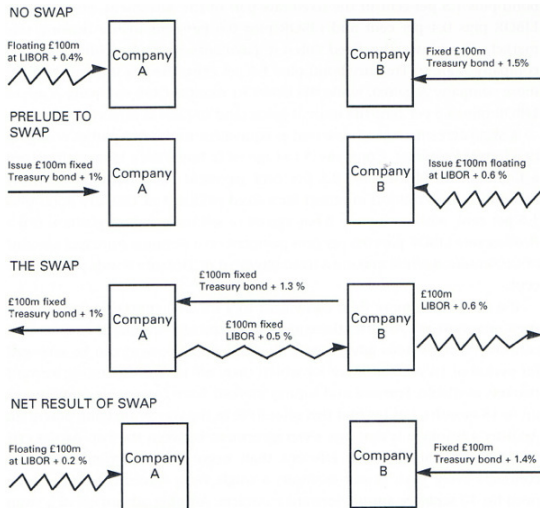 NO SWAP
Floating £100m
at LIBOR + 0.4%
Company
A
Company
B
Fixed £100m
Treasury bond + 1.5%
PRELUDE TO
SWAP
Issue £100m fixed
Treasury bond + 1%
Company
A
Company
B
Issue £100m floating
at LIBOR + 0.6 %
THE SWAP
£100m fixed
Treasury bond + 1%
Company
A
£100m fixed
Treasury bond + 1.3 %
£100m fixed
LIBOR + 0.5 %
Company
B
£100m
LIBOR + 0.6 %
NET RESULT OF SWAP
Floating £100m
at LIBOR + 0.2 %
Company
A
Company
B
Fixed £100m
Treasury bond + 1.4%